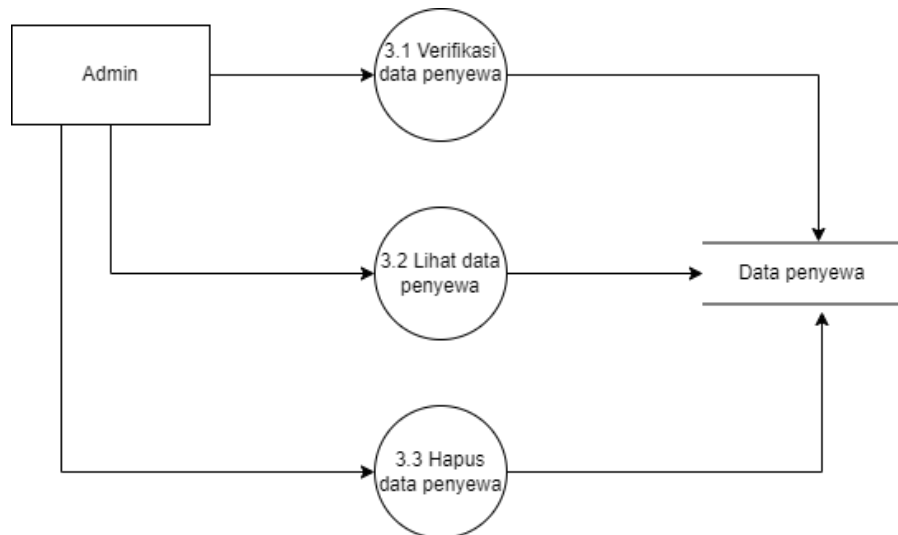 Admin
3.1 Verifikasi
data penyewa
3.2 Lihat data
penyewa
Data penyewa
3.3 Hapus
data penyewa